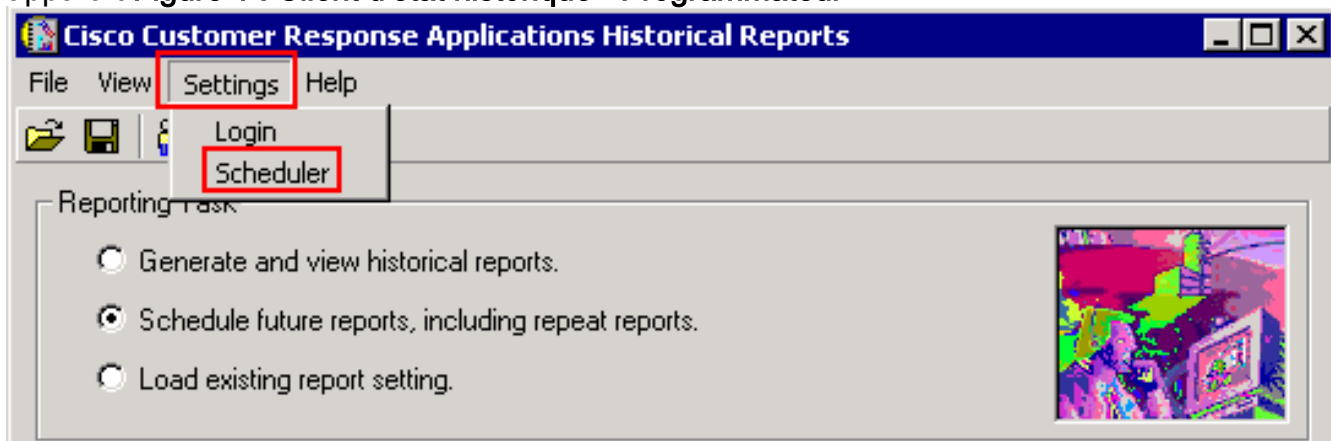 Cisco Customer Response Applications Historical Reports
File View Settings Help
Login
Scheduler
Reporting Task
Generate and view historical reports.
Schedule future reports, including repeat reports.
Load existing report setting.